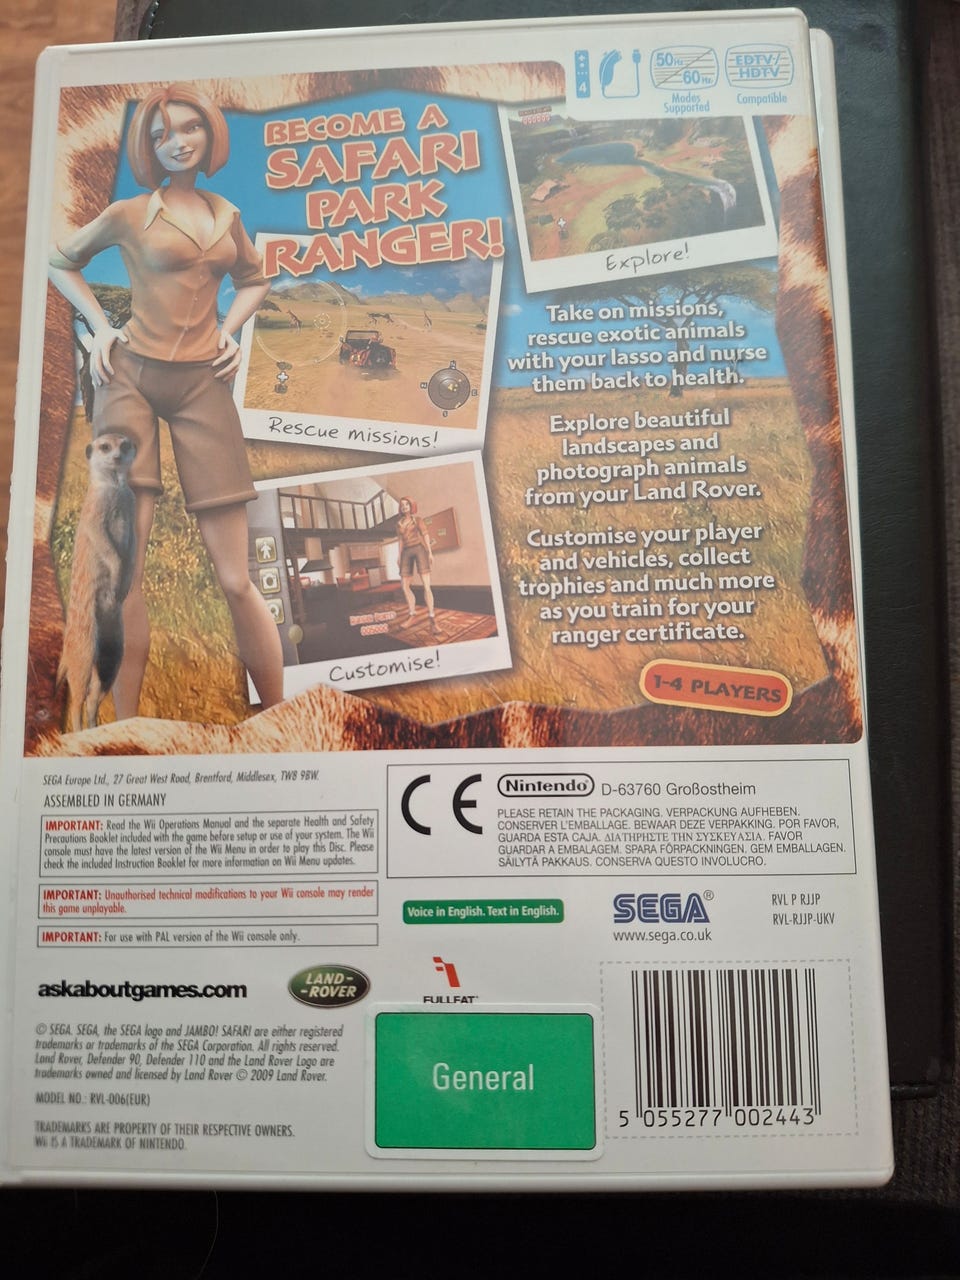 4
50Hz
60Hz
Modes
Supported
EDTV/
HDTV
Compatible
BECOME A
SAFARI
PARK
RANGER!
Explore!
Rescue missions!
Customise!
Take on missions,
rescue exotic animals
with your lasso and nurse
them back to health.
Explore beautiful
landscapes and
photograph animals
from your Land Rover.
Customise your player
and vehicles, collect
trophies and much more
as you train for your
ranger certificate.
1-4 PLAYERS
SEGA Europe Ltd., 27 Great West Road, Brentford, Middlesex, TW8 9BW.
ASSEMBLED IN GERMANY
IMPORTANT: Read the Wii Operations Manual and the separate Health and Safety
Precautions Booklet included with the game before setup or use of your system. The Wii
console must have the latest version of the Wii Menu in order to play this Disc. Please
check the included Instruction Booklet for more information on Wii Menu updates.
IMPORTANT: Unauthorised technical modifications to your Wii console may render
this game unplayable.
IMPORTANT: For use with PAL version of the Wii console only.
CE
Nintendo® D-63760 Großostheim
PLEASE RETAIN THE PACKAGING. VERPACKUNG AUFHEBEN.
CONSERVER L'EMBALLAGE. BEWAAR DEZE VERPAKKING. POR FAVOR,
GUARDA ESTA CAJA. ΔΙΑΤΗΡΗΣΤΕ ΤΗΝ ΣΥΣΚΕΥΑΣΙΑ. FAVOR
GUARDAR A EMBALAGEM. SPARA FÖRPACKNINGEN. GEM EMBALLAGEN.
SÄILYTÄ PAKKAUS. CONSERVA QUESTO INVOLUCRO.
Voice in English. Text in English.
SEGA®
www.sega.co.uk
RVL P RJJP
RVL-RJJP-UKV
askaboutgames.com
LAND-
-ROVER
FULLFAT
© SEGA. SEGA, the SEGA logo and JAMBO! SAFARI are either registered
trademarks or trademarks of the SEGA Corporation. All rights reserved.
Land Rover, Defender 90, Defender 110 and the Land Rover Logo are
trademarks owned and licensed by Land Rover © 2009 Land Rover.
MODEL NO.: RVL-006(EUR)
TRADEMARKS ARE PROPERTY OF THEIR RESPECTIVE OWNERS.
Wii IS A TRADEMARK OF NINTENDO.
General
5 055277 002443